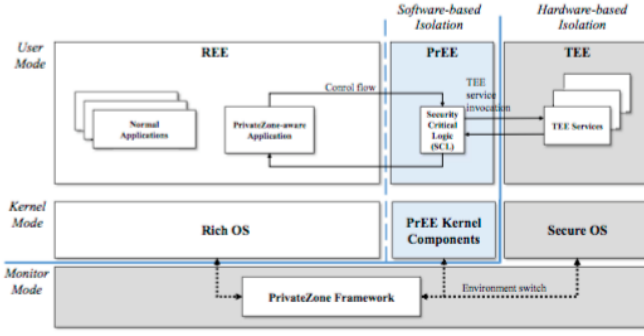 Software-based
Isolation
Hardware-based
Isolation
User
Mode
REE
PrEE
TEE
Conrol flow
TEE
service
invocation
Normal
Applications
PrivateZone-aware
Application
Security
Critical
Logic
(SCL)
TEE Services
Kernel
Mode
Rich OS
PrEE Kernel
Components
Secure OS
Monitor
Mode
PrivateZone Framework
Environment switch